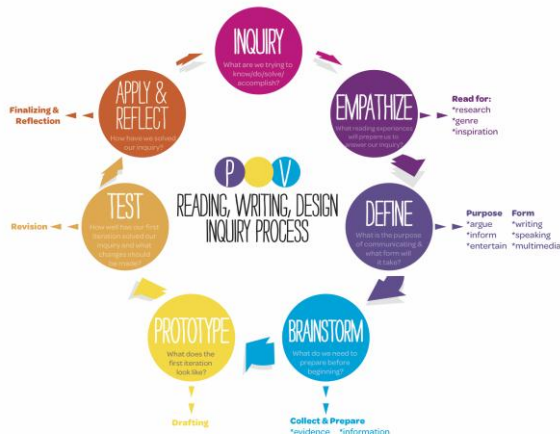 INQUIRY
What are we trying to
know/do/solve/
accomplish?
EMPATHIZE
What reading experiences
will prepare us to
answer our inquiry?
Read for:
*research
*genre
*inspiration
DEFINE
What is the purpose
of communicating &
what form will
it take?
Purpose
*argue
*inform
*entertain
Form
*writing
*speaking
*multimedia
BRAINSTORM
What do we need to
prepare before
beginning?
Collect & Prepare
*evidence *information
PROTOTYPE
What does the
first iteration
look like?
Drafting
TEST
How well has our first
iteration solved our
inquiry and what
changes should
be made?
Revision
APPLY &
REFLECT
How have we solved
our inquiry?
Finalizing &
Reflection
P O V
READING, WRITING, DESIGN
INQUIRY PROCESS